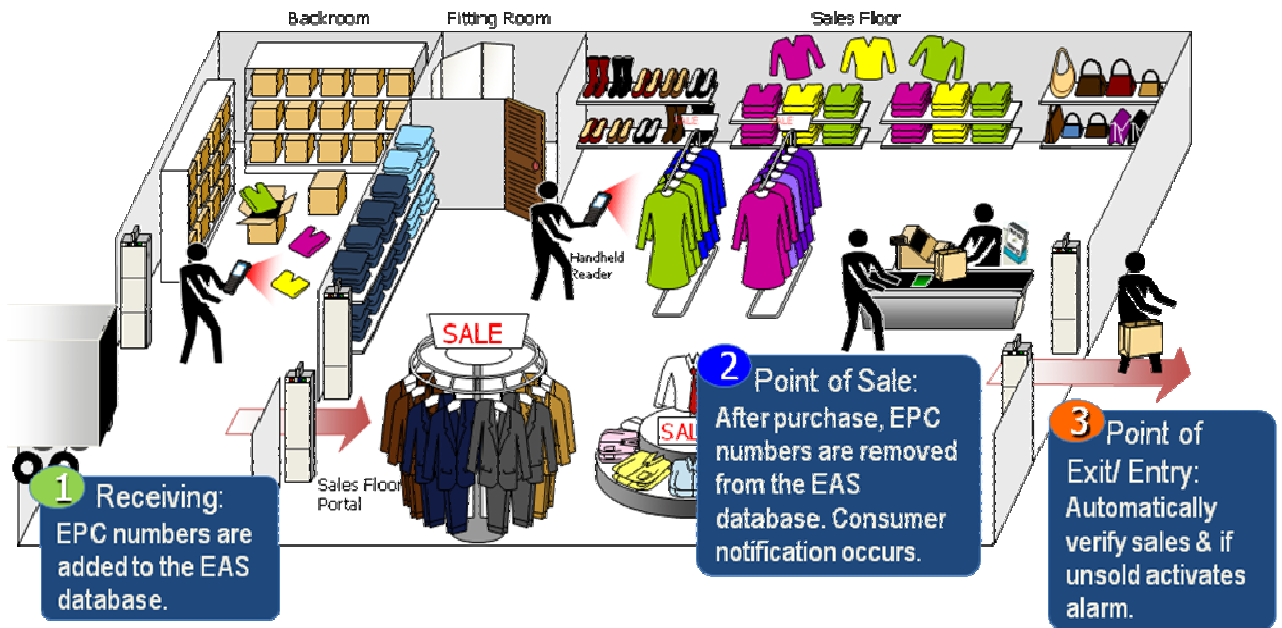 Backroom
Fitting Room
Sales Floor
SALE
SALE
Handheld
Reader
SALE
Sales Floor
Portal
SAL
1 Receiving:
EPC numbers are
added to the EAS
database.
2 Point of Sale:
After purchase, EPC
numbers are removed
from the EAS
database. Consumer
notification occurs.
3 Point of
Exit/ Entry:
Automatically
verify sales & if
unsold activates
alarm.